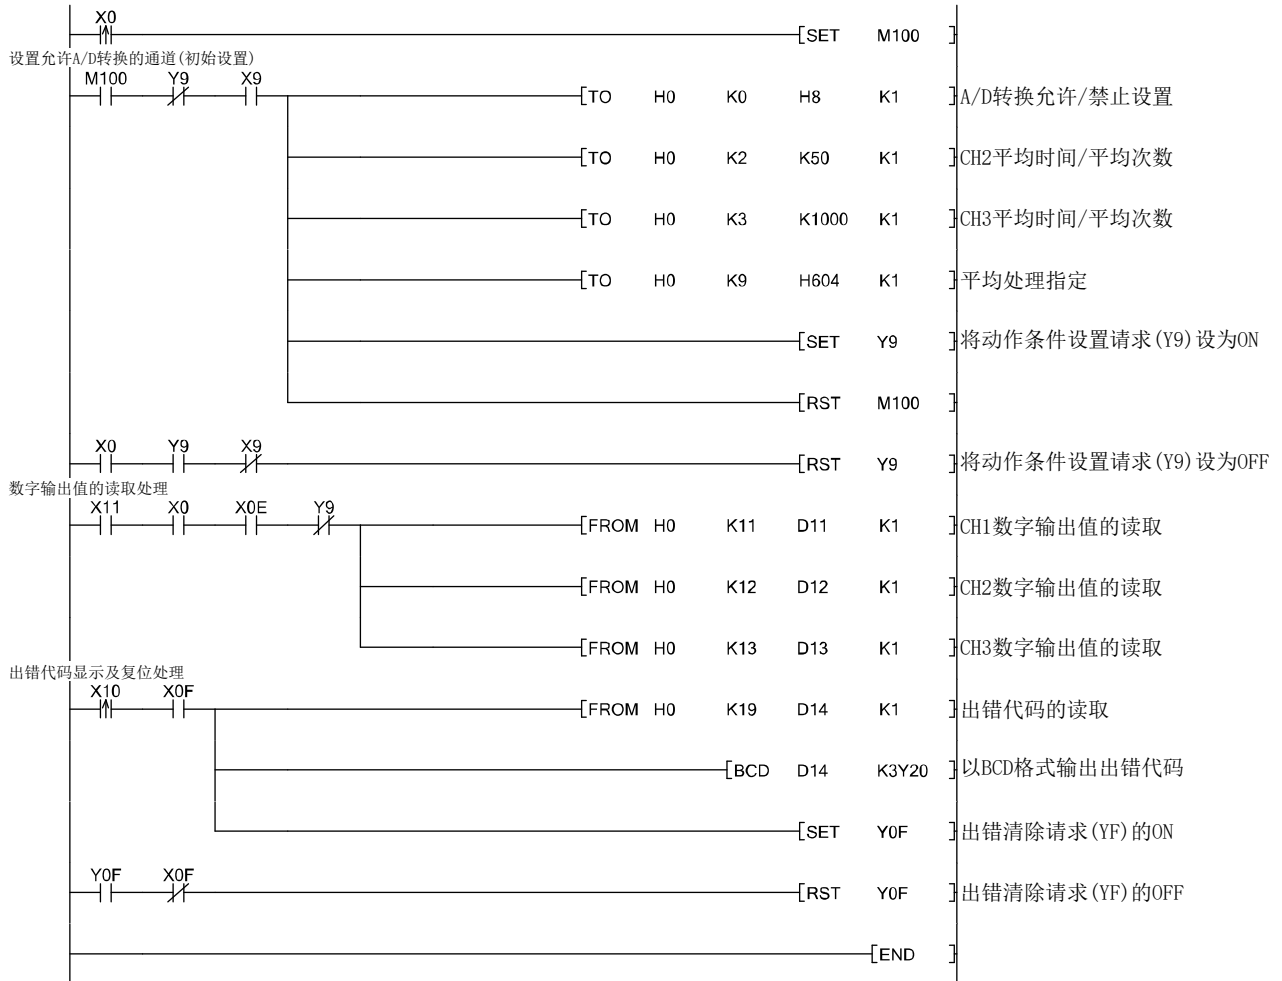 X0
[SET M100 ]
设置允许A/D转换的通道(初始设置)
M100 Y9 X9
[TO H0 K0 H8 K1 ] A/D转换允许/禁止设置
[TO H0 K2 K50 K1 ] CH2平均时间/平均次数
[TO H0 K3 K1000 K1 ] CH3平均时间/平均次数
[TO H0 K9 H604 K1 ] 平均处理指定
[SET Y9 ] 将动作条件设置请求(Y9)设为ON
[RST M100 ]
X0 Y9 X9
[RST Y9 ] 将动作条件设置请求(Y9)设为OFF
数字输出值的读取处理
X11 X0 X0E Y9
[FROM H0 K11 D11 K1 ] CH1数字输出值的读取
[FROM H0 K12 D12 K1 ] CH2数字输出值的读取
[FROM H0 K13 D13 K1 ] CH3数字输出值的读取
出错代码显示及复位处理
X10 X0F
[FROM H0 K19 D14 K1 ] 出错代码的读取
[BCD D14 K3Y20 ] 以BCD格式输出出错代码
[SET Y0F ] 出错清除请求(YF)的ON
Y0F X0F
[RST Y0F ] 出错清除请求(YF)的OFF
[END ]